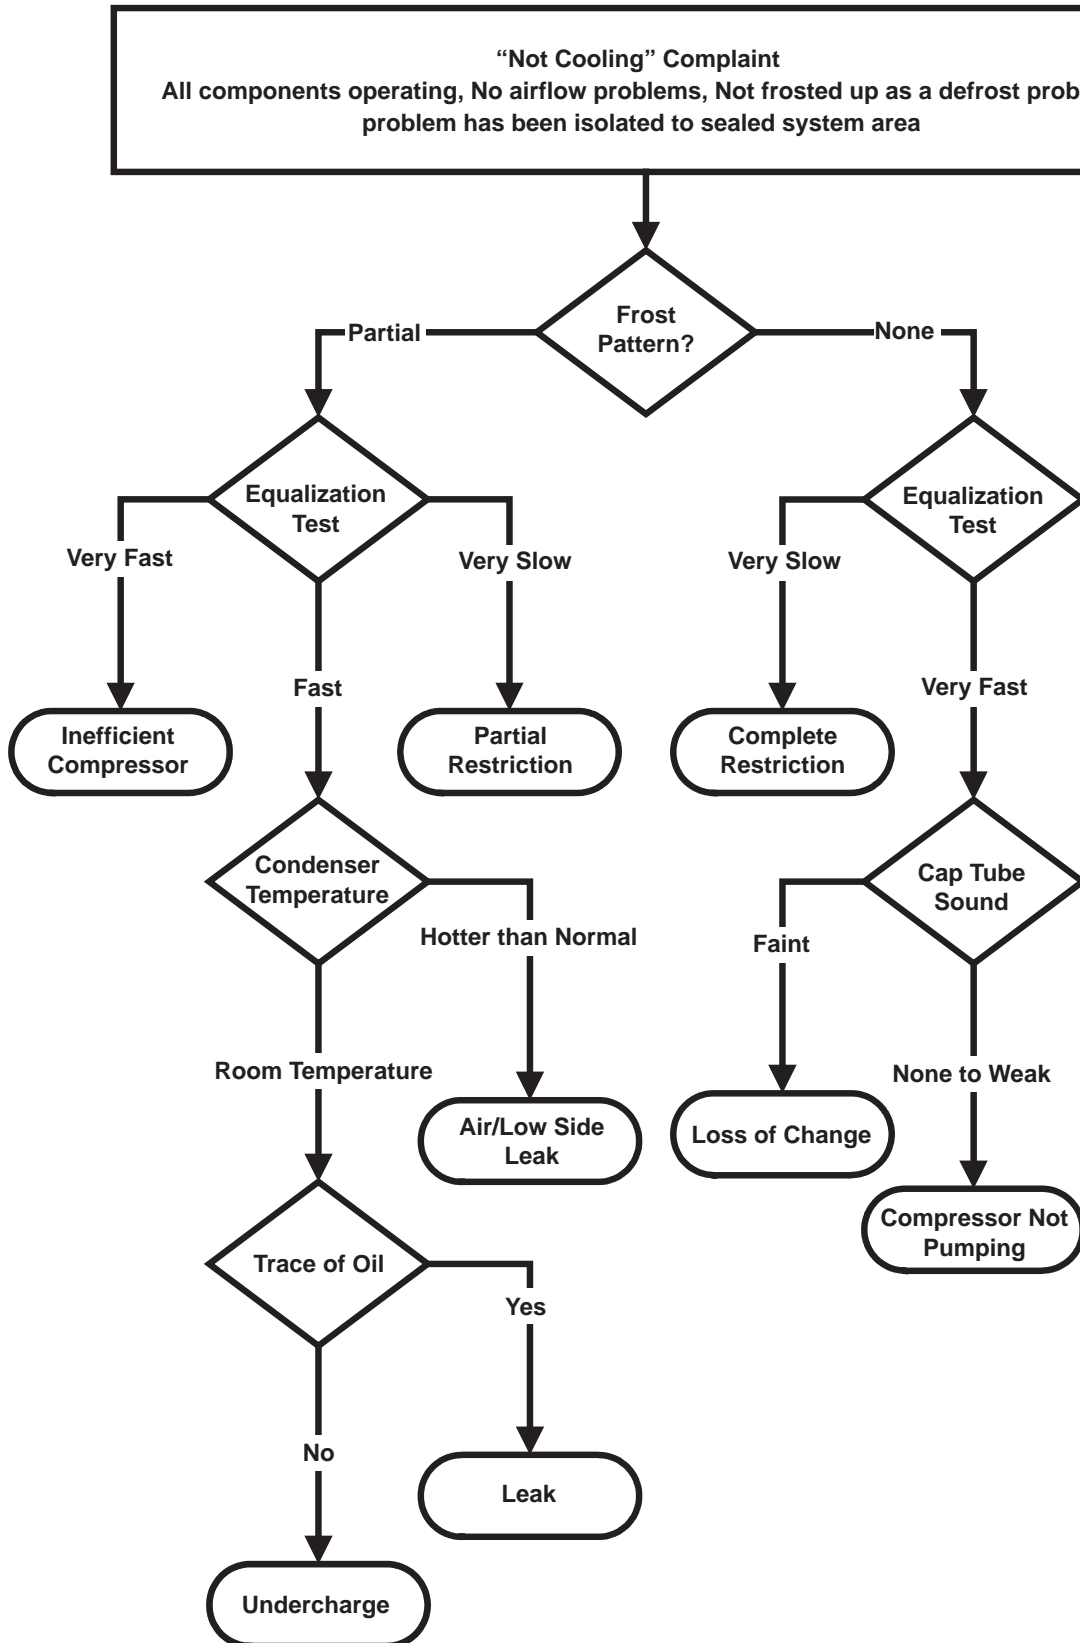 “Not Cooling” Complaint
All components operating, No airflow problems, Not frosted up as a defrost prob
problem has been isolated to sealed system area
Frost
Pattern?
Partial
None
Equalization
Test
Equalization
Test
Very Fast
Very Slow
Very Slow
Fast
Very Fast
Inefficient
Compressor
Partial
Restriction
Complete
Restriction
Condenser
Temperature
Cap Tube
Sound
Hotter than Normal
Faint
Room Temperature
None to Weak
Air/Low Side
Leak
Loss of Change
Compressor Not
Pumping
Trace of Oil
Yes
No
Leak
Undercharge